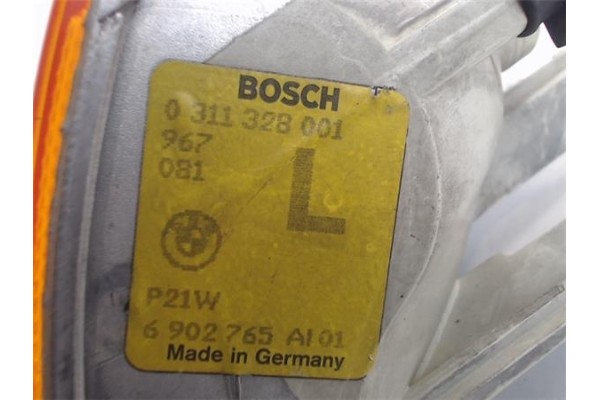 BOSCH
0 311 328 001
967
081
L
P21W
6 902 765 AI 01
Made in Germany